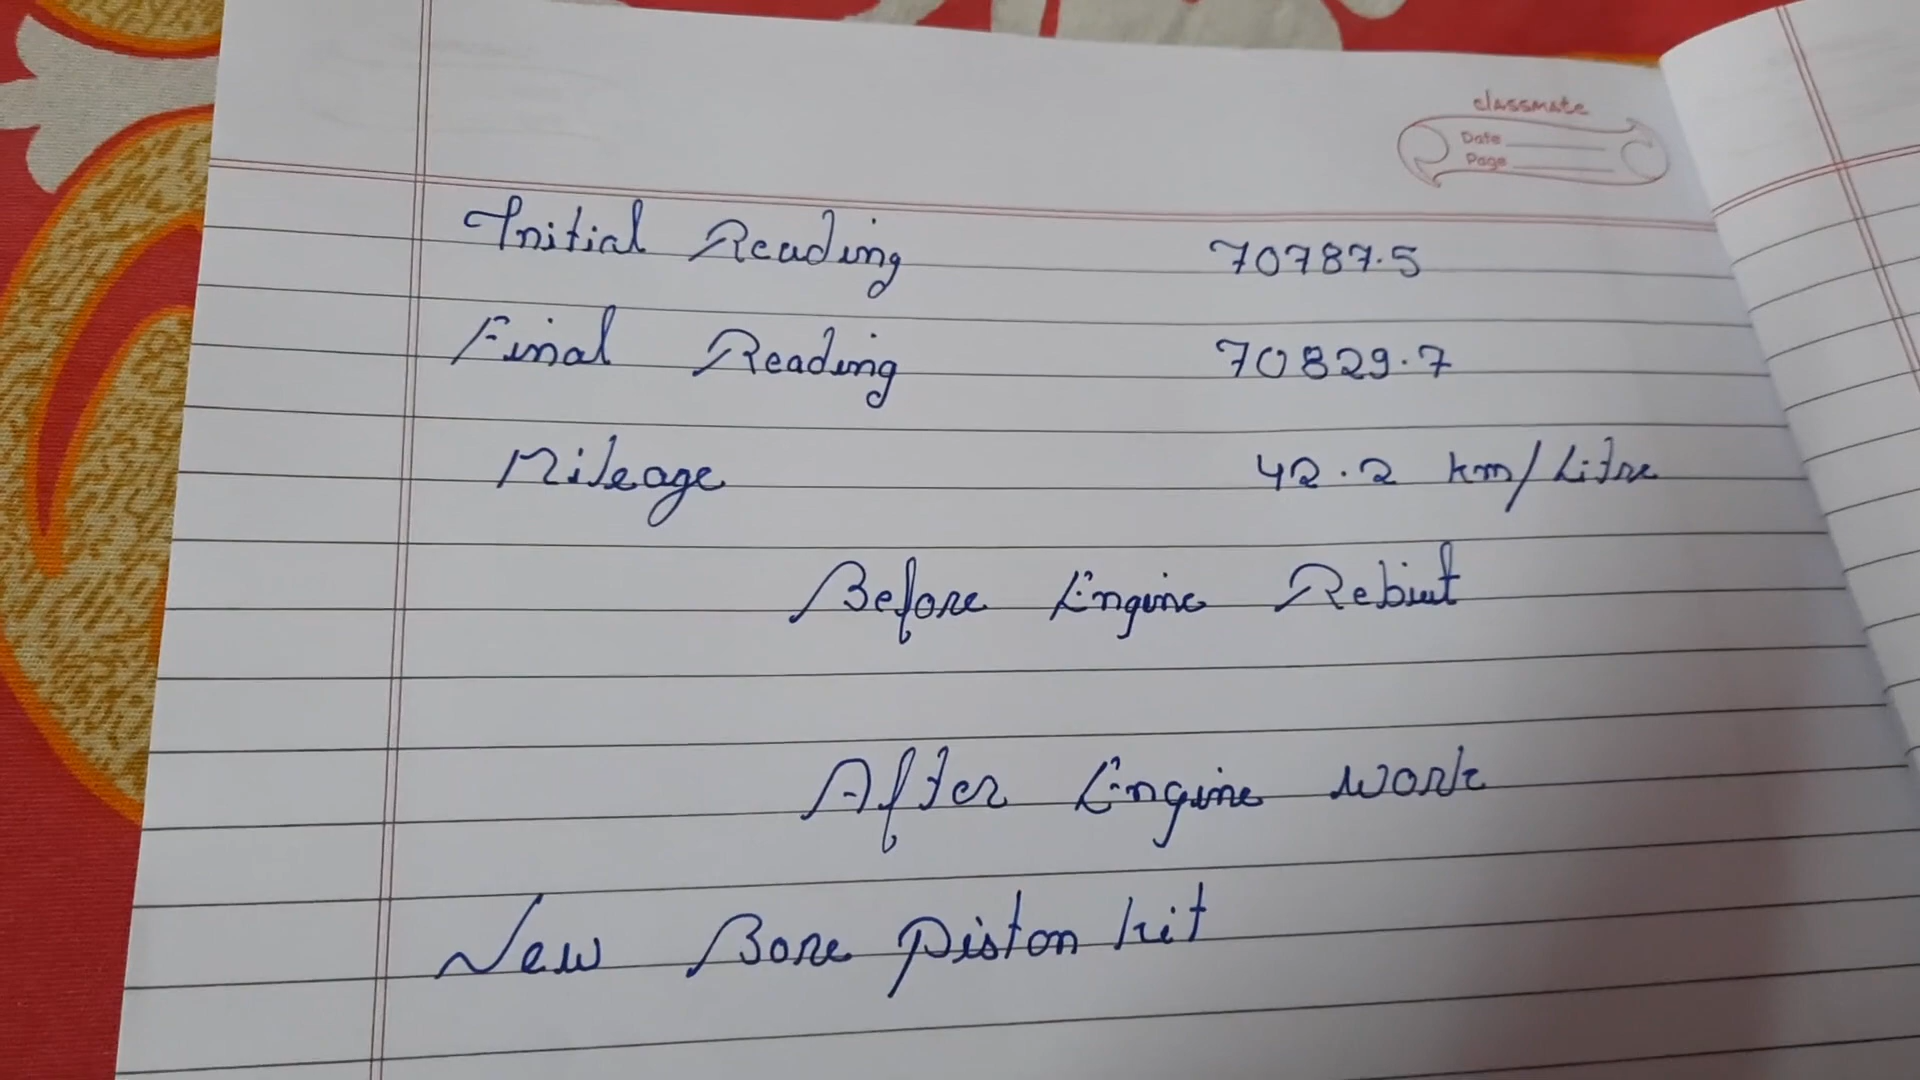 classmate
Date
Page
Initial Reading 70787.5
Final Reading 70829.7
Mileage 42.2 km/Litre
Before Engine Rebiut
After Engine work
New Bore piston kit